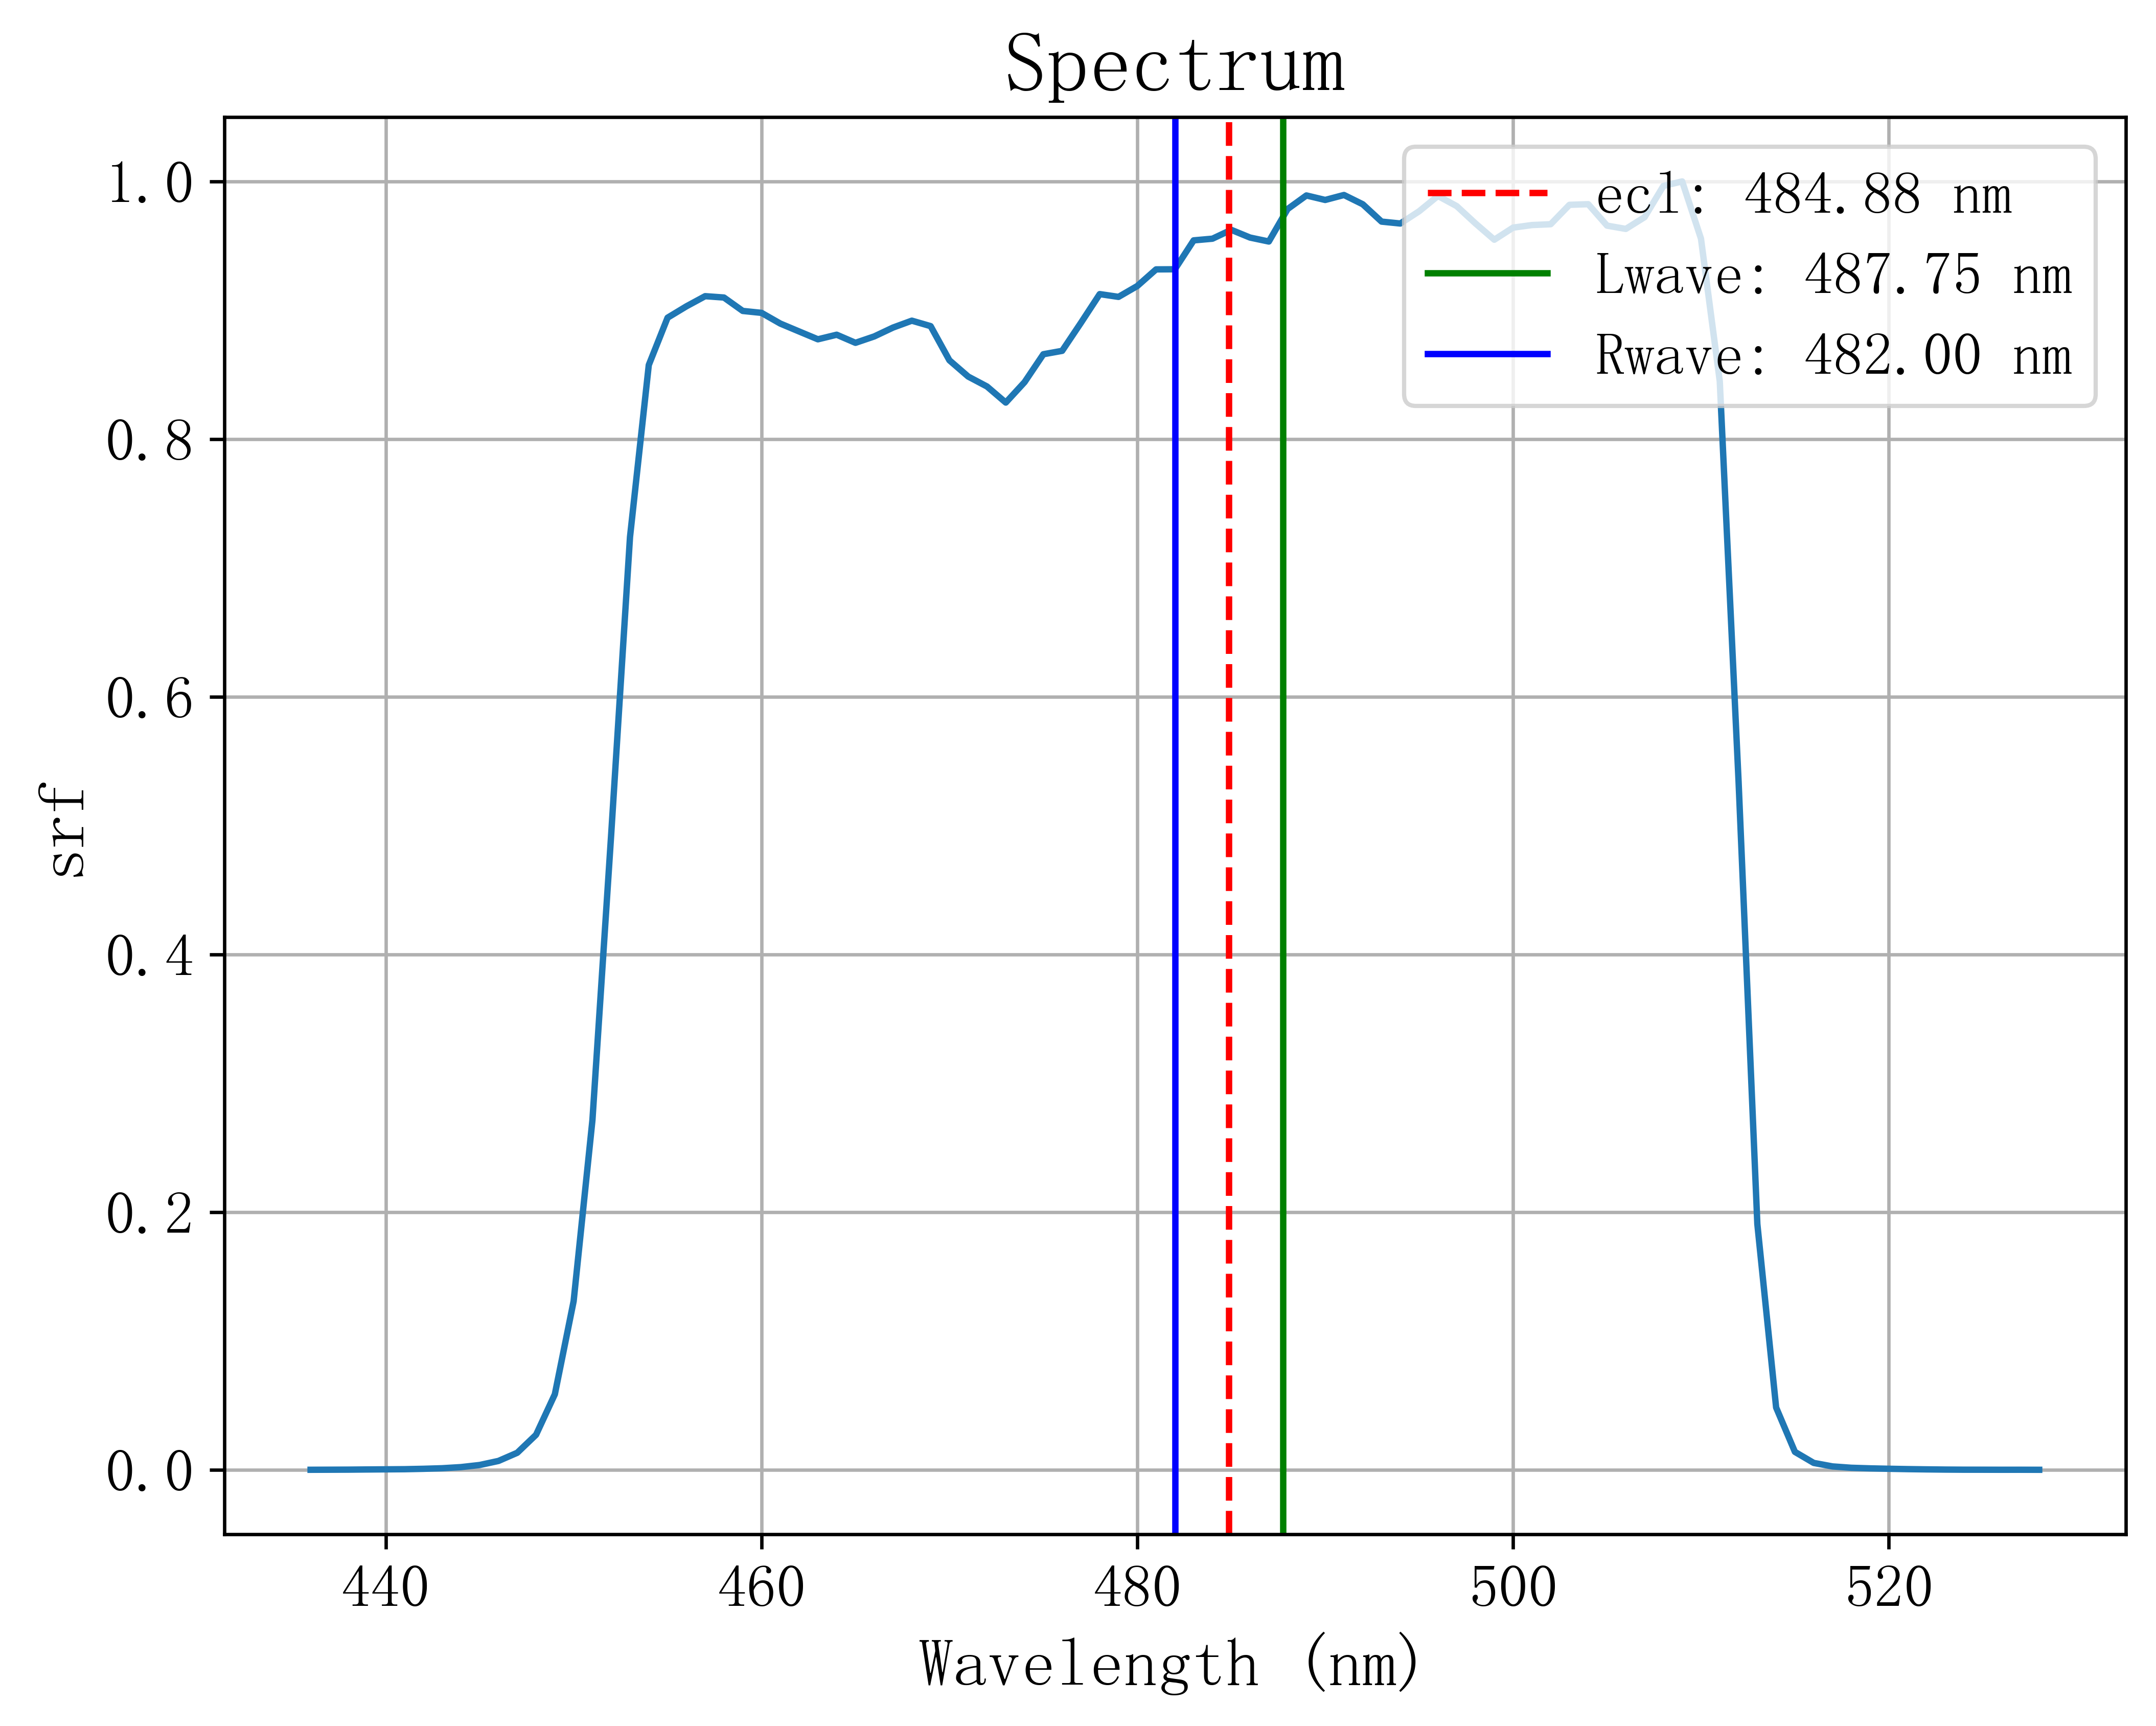 Spectrum
1.0
0.8
0.6
0.4
0.2
0.0
srf
ecl: 484.88 nm
Lwave: 487.75 nm
Rwave: 482.00 nm
440 460 480 500 520
Wavelength (nm)